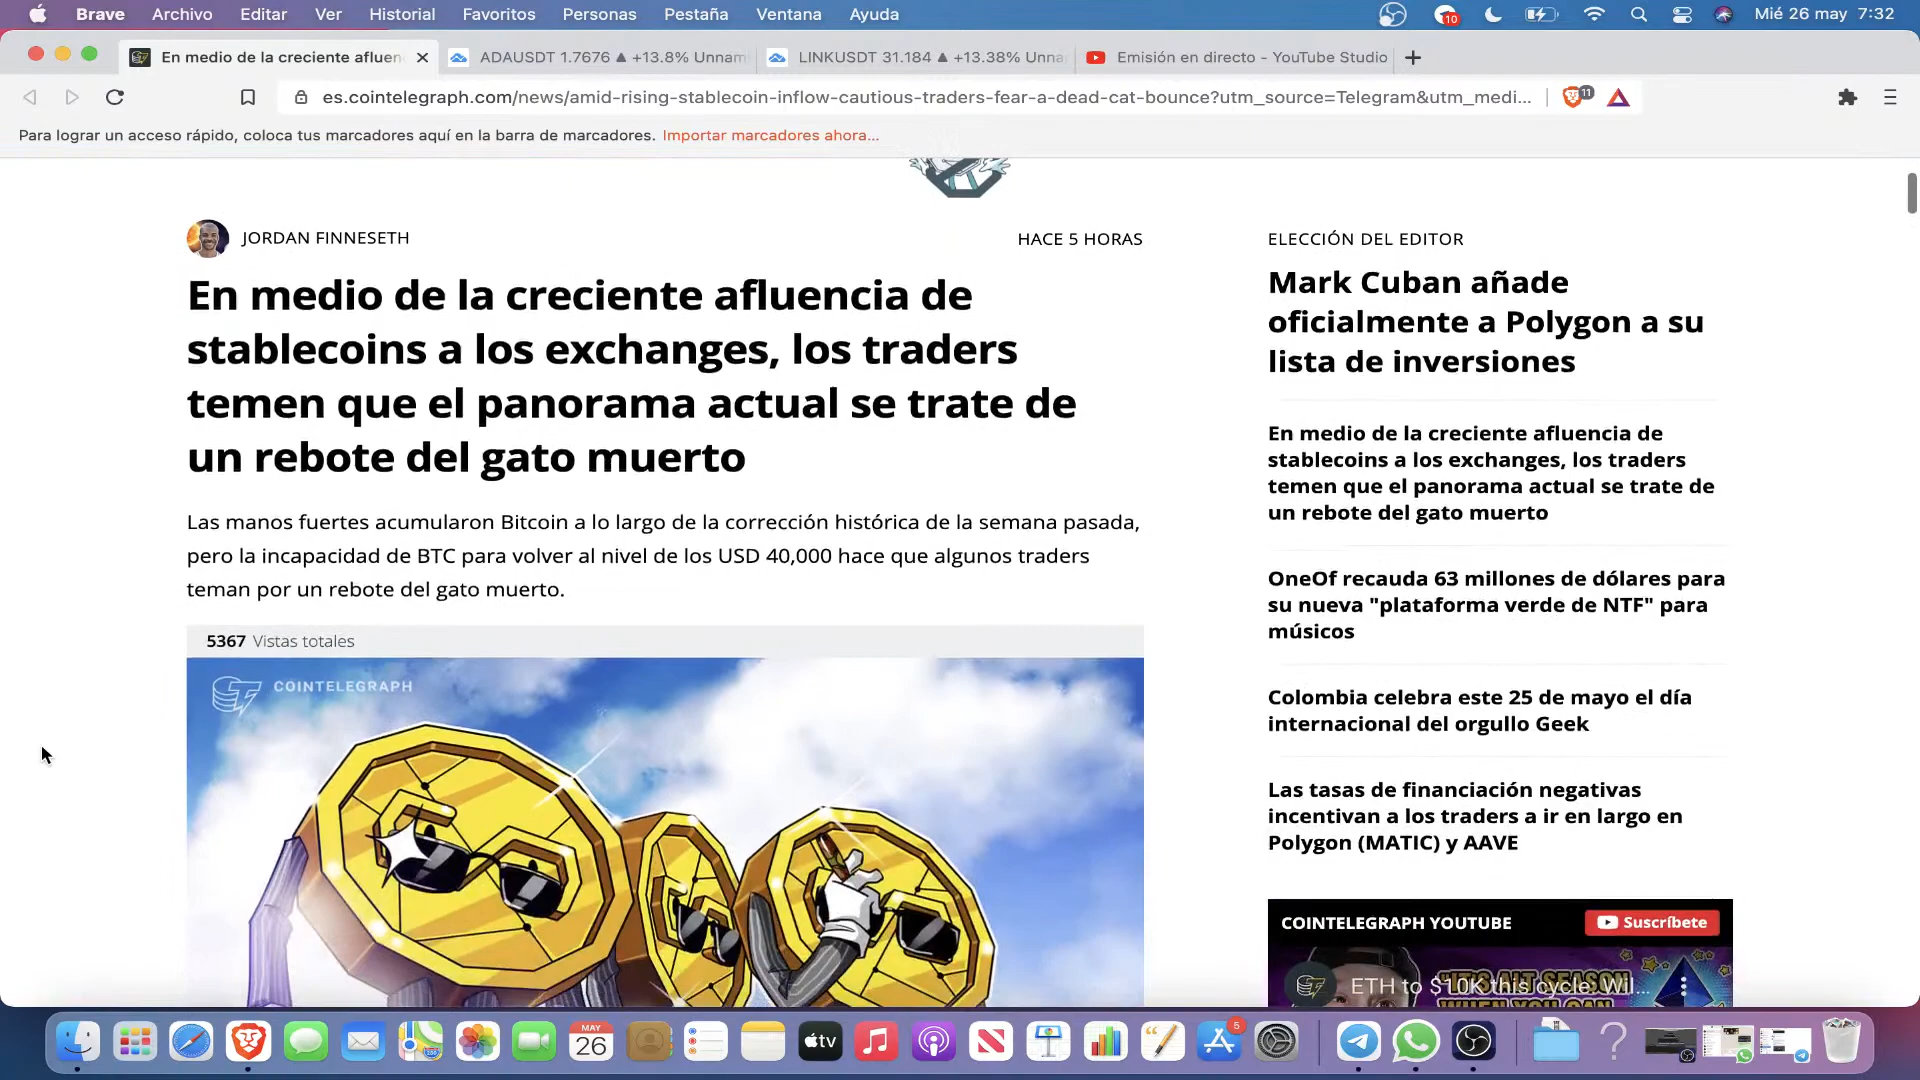 Brave Archivo Editar Ver Historial Favoritos Personas Pestaña Ventana Ayuda
10
Mié 26 may 7:32
En medio de la creciente afluen
ADAUSDT 1.7676 ▲ +13.8% Unnam
LINKUSDT 31.184 ▲ +13.38% Unna
Emisión en directo - YouTube Studio
es.cointelegraph.com/news/amid-rising-stablecoin-inflow-cautious-traders-fear-a-dead-cat-bounce?utm_source=Telegram&utm_medi...
11
Para lograr un acceso rápido, coloca tus marcadores aquí en la barra de marcadores. Importar marcadores ahora...
JORDAN FINNESETH
HACE 5 HORAS
En medio de la creciente afluencia de
stablecoins a los exchanges, los traders
temen que el panorama actual se trate de
un rebote del gato muerto
Las manos fuertes acumularon Bitcoin a lo largo de la corrección histórica de la semana pasada,
pero la incapacidad de BTC para volver al nivel de los USD 40,000 hace que algunos traders
teman por un rebote del gato muerto.
5367 Vistas totales
COINTELEGRAPH
ELECCIÓN DEL EDITOR
Mark Cuban añade
oficialmente a Polygon a su
lista de inversiones
En medio de la creciente afluencia de
stablecoins a los exchanges, los traders
temen que el panorama actual se trate de
un rebote del gato muerto
OneOf recauda 63 millones de dólares para
su nueva "plataforma verde de NTF" para
músicos
Colombia celebra este 25 de mayo el día
internacional del orgullo Geek
Las tasas de financiación negativas
incentivan a los traders a ir en largo en
Polygon (MATIC) y AAVE
COINTELEGRAPH YOUTUBE
Suscríbete
"IT'S ALT SEASON
WHEN YOU CAN
ETH to $10K this cycle. Wil...
MAY
26
tv
5